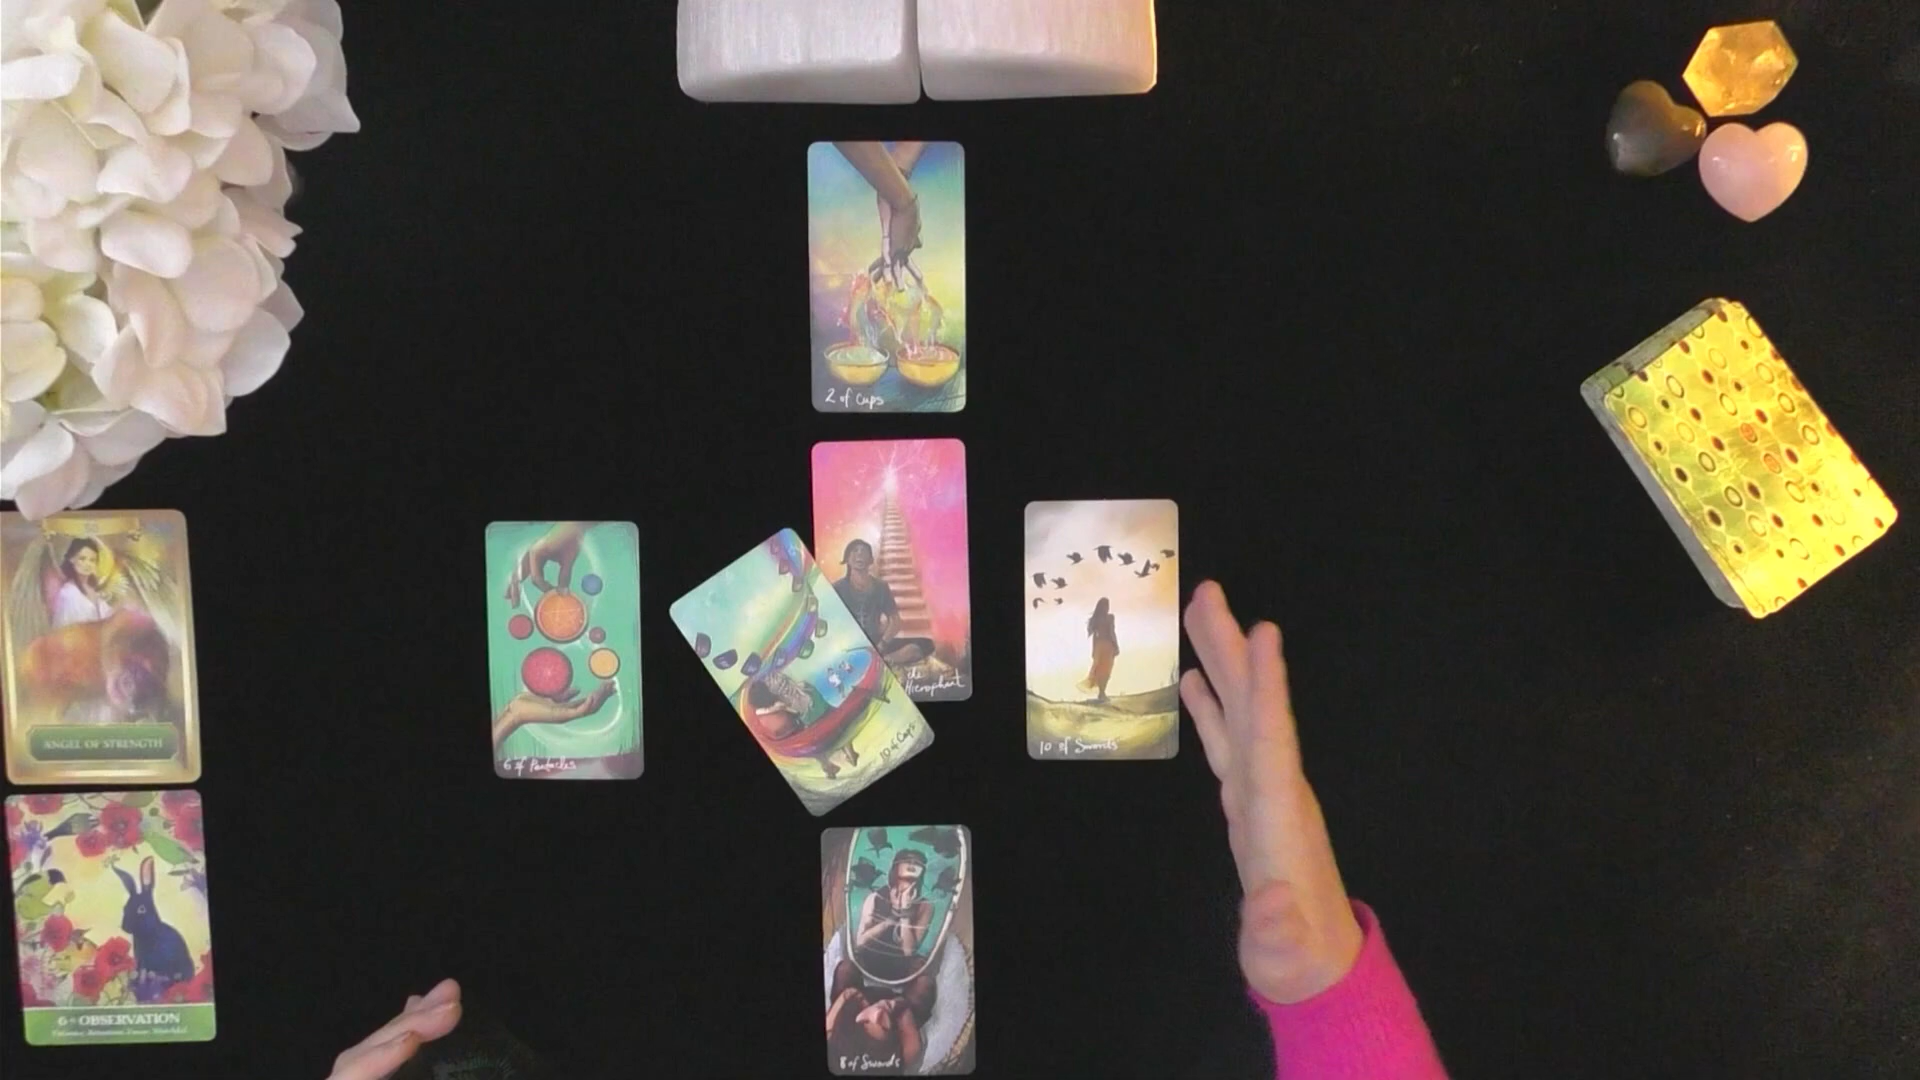 2 of Cups
the
Hierophant
6 of Pentacles
10 of Cups
10 of Swords
ANGEL OF STRENGTH
6 • OBSERVATION
8 of Swords